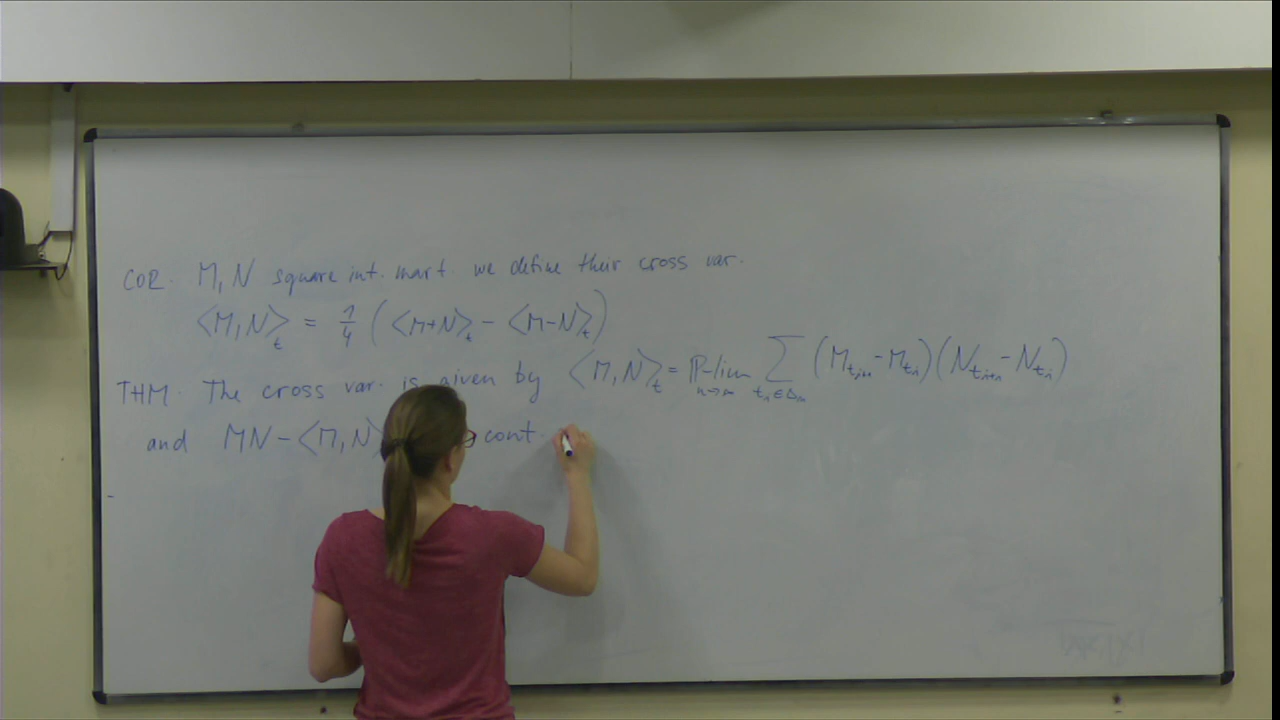 COR. M, N square int. mart. we define their cross var.
⟨M, N⟩_t = 1/4 ( ⟨M+N⟩_t - ⟨M-N⟩_t )
THM. The cross var. is given by ⟨M, N⟩_t = P-lim_{n→∞} ∑_{t_i ∈ Δ_n} (M_{t_{i+1}} - M_{t_i})(N_{t_{i+1}} - N_{t_i})
and MN - ⟨M, N⟩ cont.